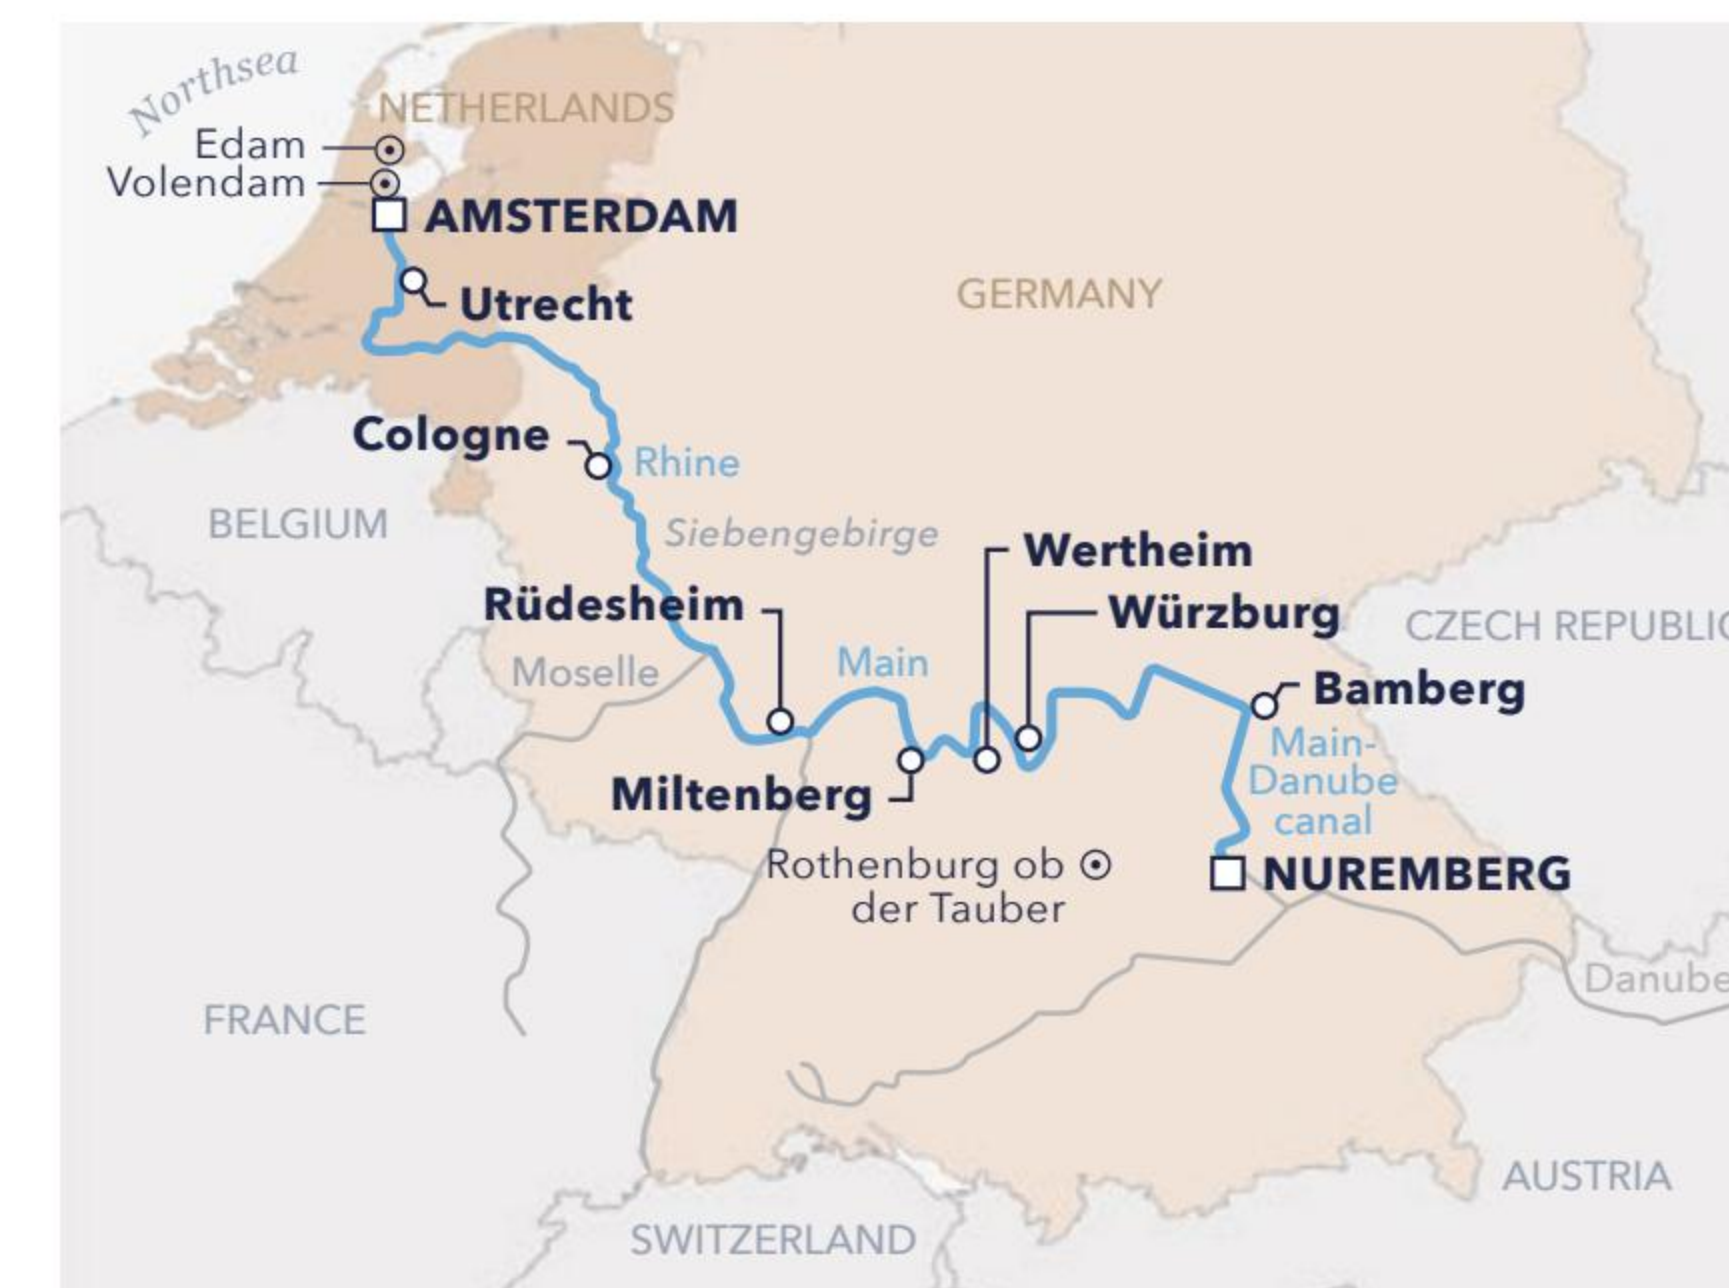 Northsea
NETHERLANDS
Edam
Volendam
AMSTERDAM
GERMANY
Utrecht
Cologne
Rhine
BELGIUM
Siebengebirge
Wertheim
Rüdesheim
Würzburg
CZECH REPUBLIC
Main
Moselle
Bamberg
Main-
Danube
canal
Miltenberg
Rothenburg ob
der Tauber
NUREMBERG
Danube
FRANCE
AUSTRIA
SWITZERLAND